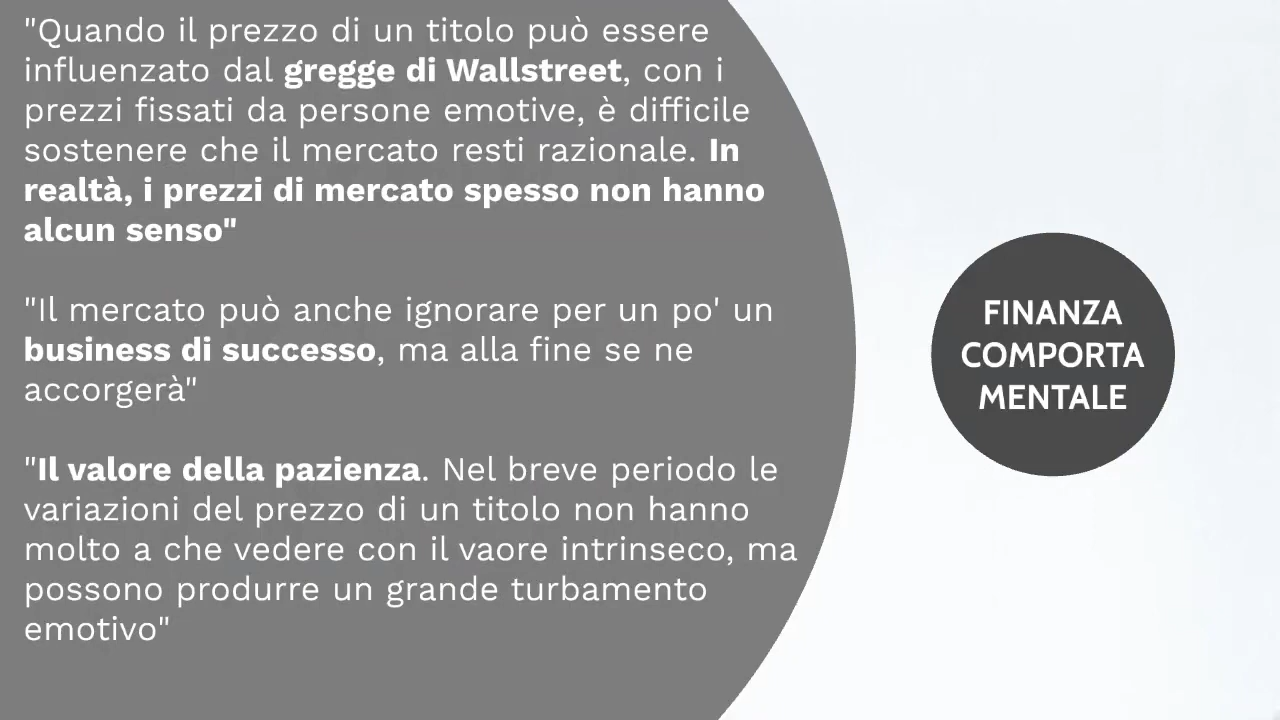 "Quando il prezzo di un titolo può essere
influenzato dal gregge di Wallstreet, con i
prezzi fissati da persone emotive, è difficile
sostenere che il mercato resti razionale. In
realtà, i prezzi di mercato spesso non hanno
alcun senso"
"Il mercato può anche ignorare per un po' un
business di successo, ma alla fine se ne
accorgerà"
"Il valore della pazienza. Nel breve periodo le
variazioni del prezzo di un titolo non hanno
molto a che vedere con il vaore intrinseco, ma
possono produrre un grande turbamento
emotivo"
FINANZA
COMPORTA
MENTALE